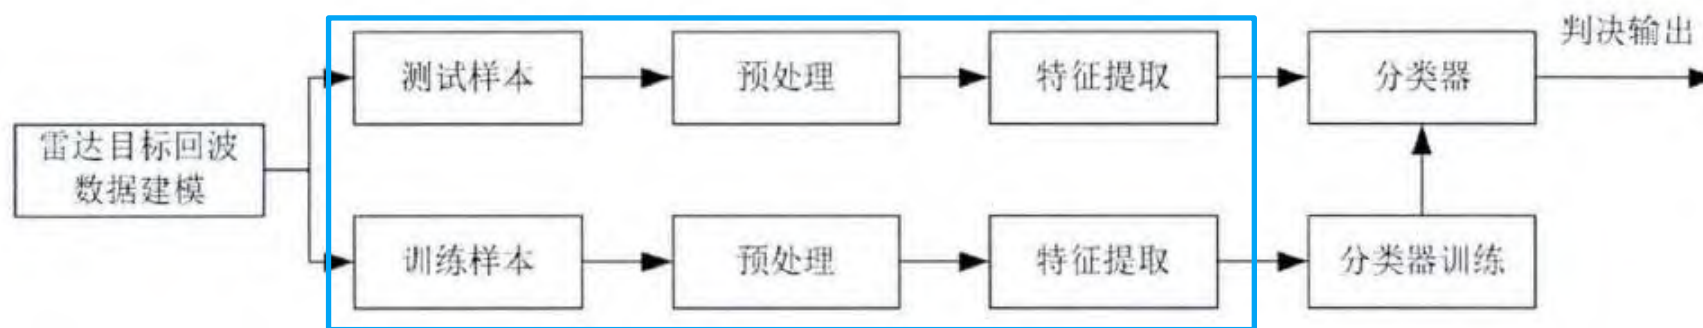 判决输出
测试样本
预处理
特征提取
分类器
雷达目标回波
数据建模
训练样本
预处理
特征提取
分类器训练